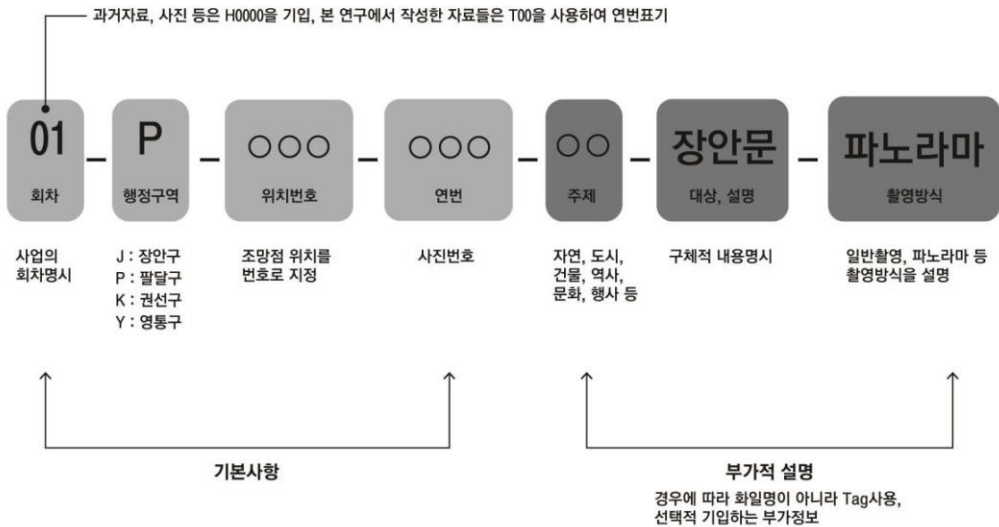 과거자료, 사진 등은 H0000을 기입, 본 연구에서 작성한 자료들은 T00을 사용하여 연번표기
01 – P – ○○○ – ○○○ – ○○ – 장안문 – 파노라마
회차 행정구역 위치번호 연번 주제 대상, 설명 촬영방식
사업의
회차명시
J : 장안구
P : 팔달구
K : 권선구
Y : 영통구
조망점 위치를
번호로 지정
사진번호
자연, 도시,
건물, 역사,
문화, 행사 등
구체적 내용명시
일반촬영, 파노라마 등
촬영방식을 설명
기본사항
부가적 설명
경우에 따라 화일명이 아니라 Tag사용,
선택적 기입하는 부가정보